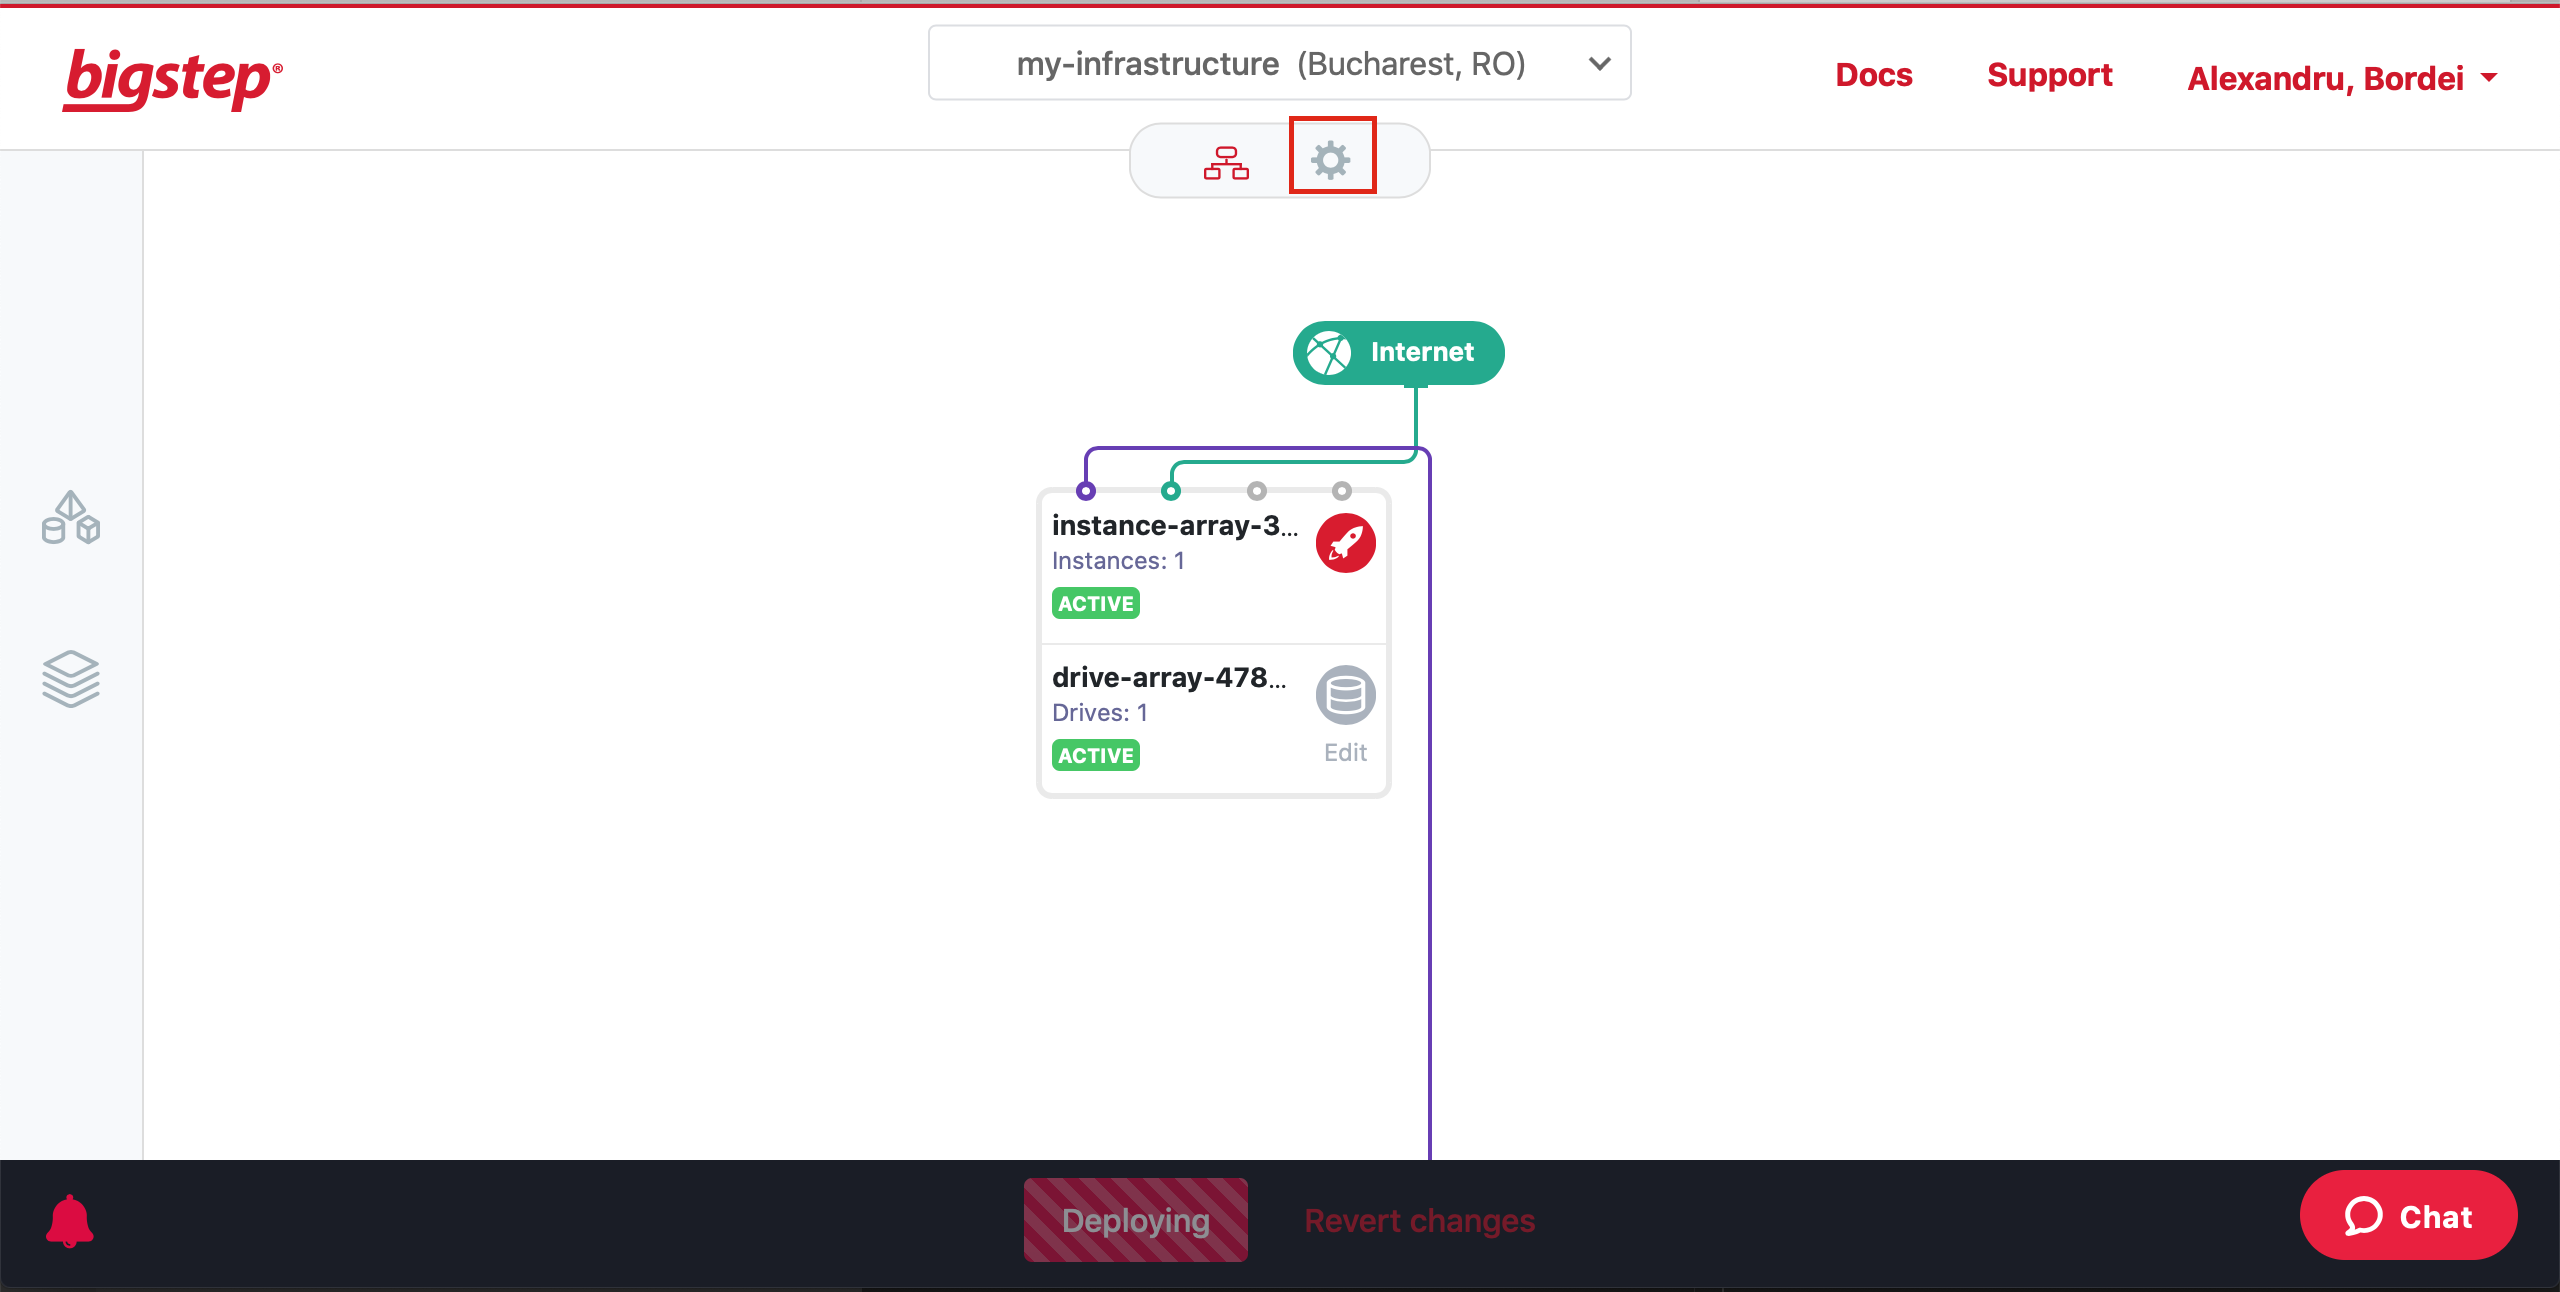 bigstep®
my-infrastructure (Bucharest, RO)
Docs
Support
Alexandru, Bordei
Internet
instance-array-3...
Instances: 1
ACTIVE
drive-array-478...
Drives: 1
ACTIVE
Edit
Deploying
Revert changes
Chat